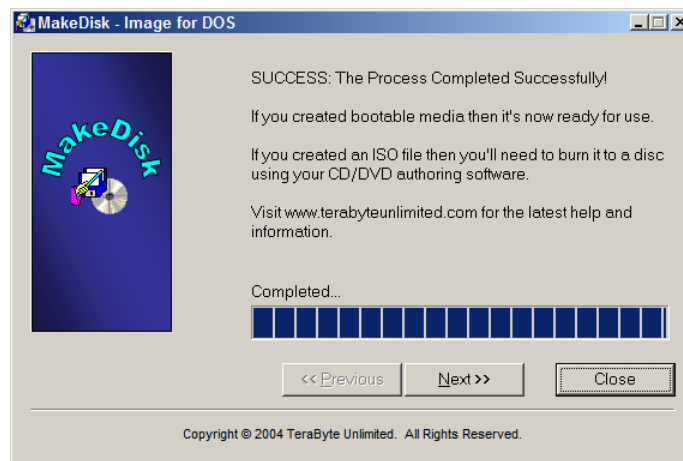 MakeDisk - Image for DOS
MakeDisk
SUCCESS: The Process Completed Successfully!
If you created bootable media then it's now ready for use.
If you created an ISO file then you'll need to burn it to a disc
using your CD/DVD authoring software.
Visit www.terabyteunlimited.com for the latest help and
information.
Completed...
<< Previous
Next >>
Close
Copyright © 2004 TeraByte Unlimited. All Rights Reserved.